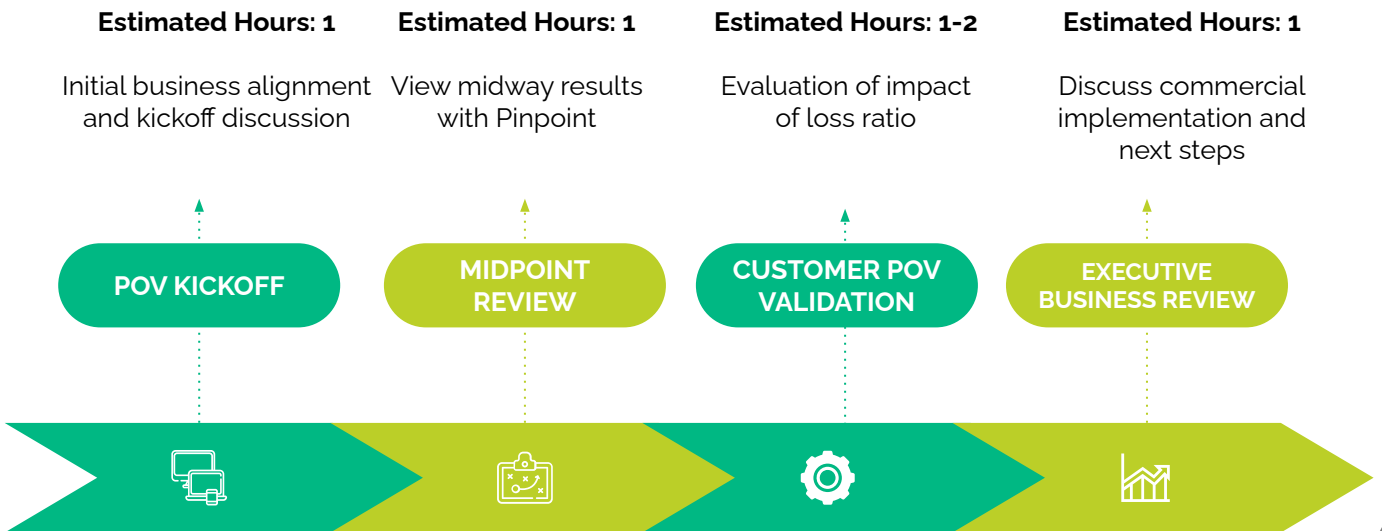 Estimated Hours: 1
Initial business alignment
and kickoff discussion
POV KICKOFF
Estimated Hours: 1
View midway results
with Pinpoint
MIDPOINT
REVIEW
Estimated Hours: 1-2
Evaluation of impact
of loss ratio
CUSTOMER POV
VALIDATION
Estimated Hours: 1
Discuss commercial
implementation and
next steps
EXECUTIVE
BUSINESS REVIEW